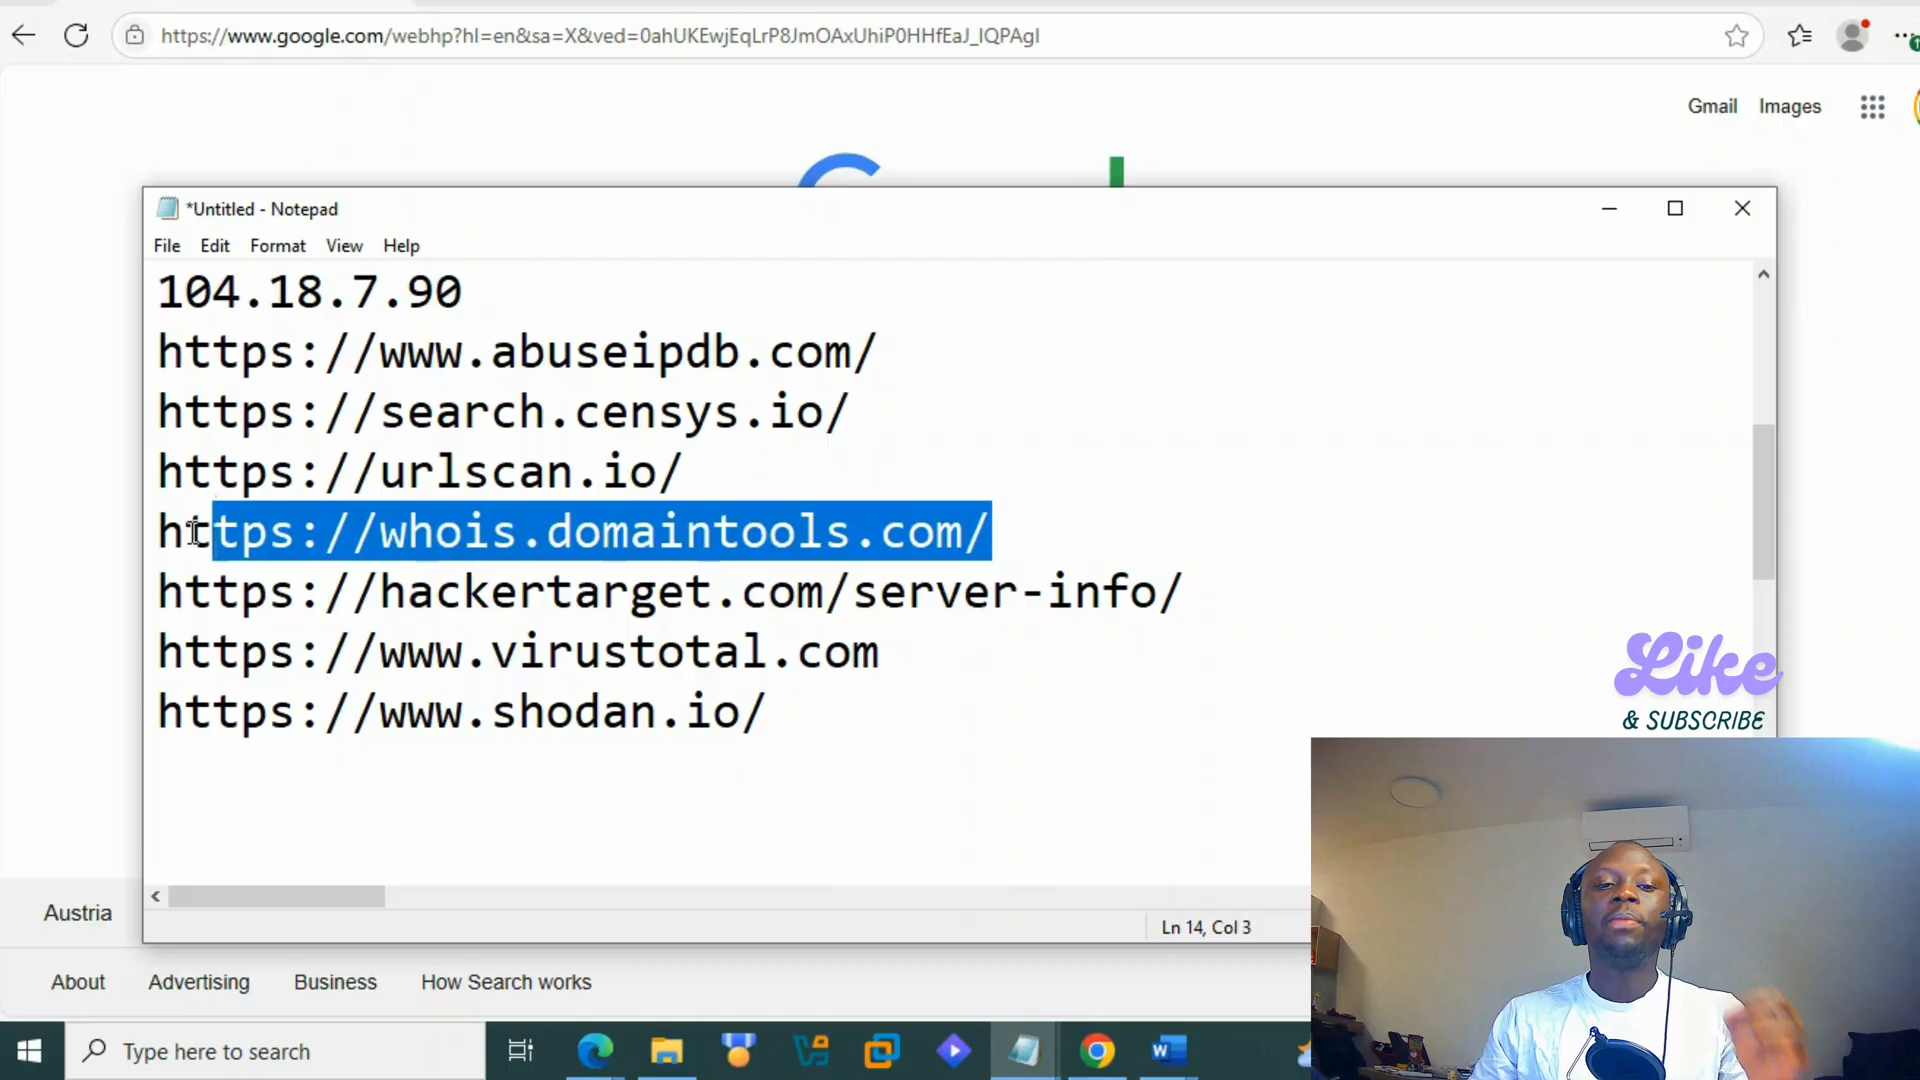 https://www.google.com/webhp?hl=en&sa=X&ved=0ahUKEwjEqLrP8JmOAxUhiP0HHfEaJ_IQPAgI
Gmail Images
*Untitled - Notepad
File Edit Format View Help
104.18.7.90
https://www.abuseipdb.com/
https://search.censys.io/
https://urlscan.io/
https://whois.domaintools.com/
https://hackertarget.com/server-info/
https://www.virustotal.com
https://www.shodan.io/
Like
& SUBSCRIBE
Austria
Ln 14, Col 3
About Advertising Business How Search works
Type here to search